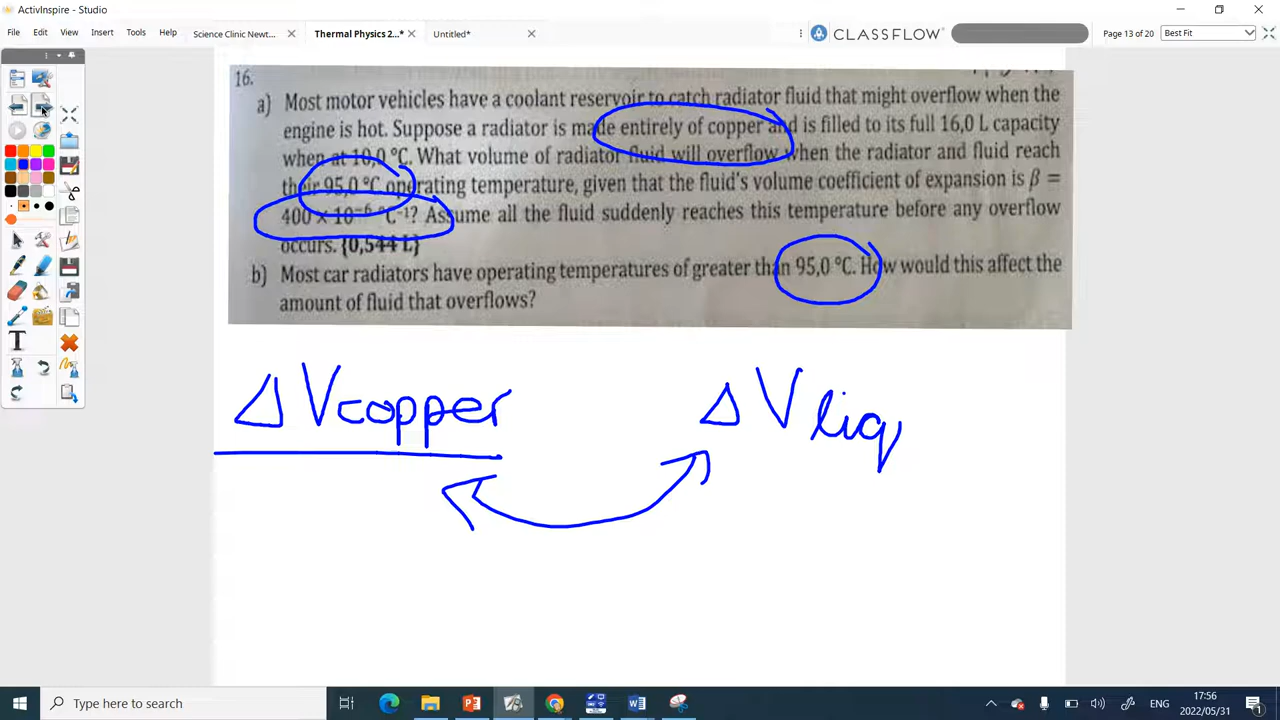 ActivInspire - Studio
File Edit View Insert Tools Help
Science Clinic Newt... Thermal Physics 2...* Untitled*
CLASSFLOW
Page 13 of 20
Best Fit
16.
a) Most motor vehicles have a coolant reservoir to catch radiator fluid that might overflow when the
engine is hot. Suppose a radiator is made entirely of copper and is filled to its full 16,0 L capacity
when at 10,0 °C. What volume of radiator fluid will overflow when the radiator and fluid reach
their 95,0 °C operating temperature, given that the fluid's volume coefficient of expansion is β =
400 × 10⁻⁶ °C⁻¹? Assume all the fluid suddenly reaches this temperature before any overflow
occurs. {0,544 L}
b) Most car radiators have operating temperatures of greater than 95,0 °C. How would this affect the
amount of fluid that overflows?
ΔVcopper ΔVliq
Type here to search
ENG
17:56
2022/05/31